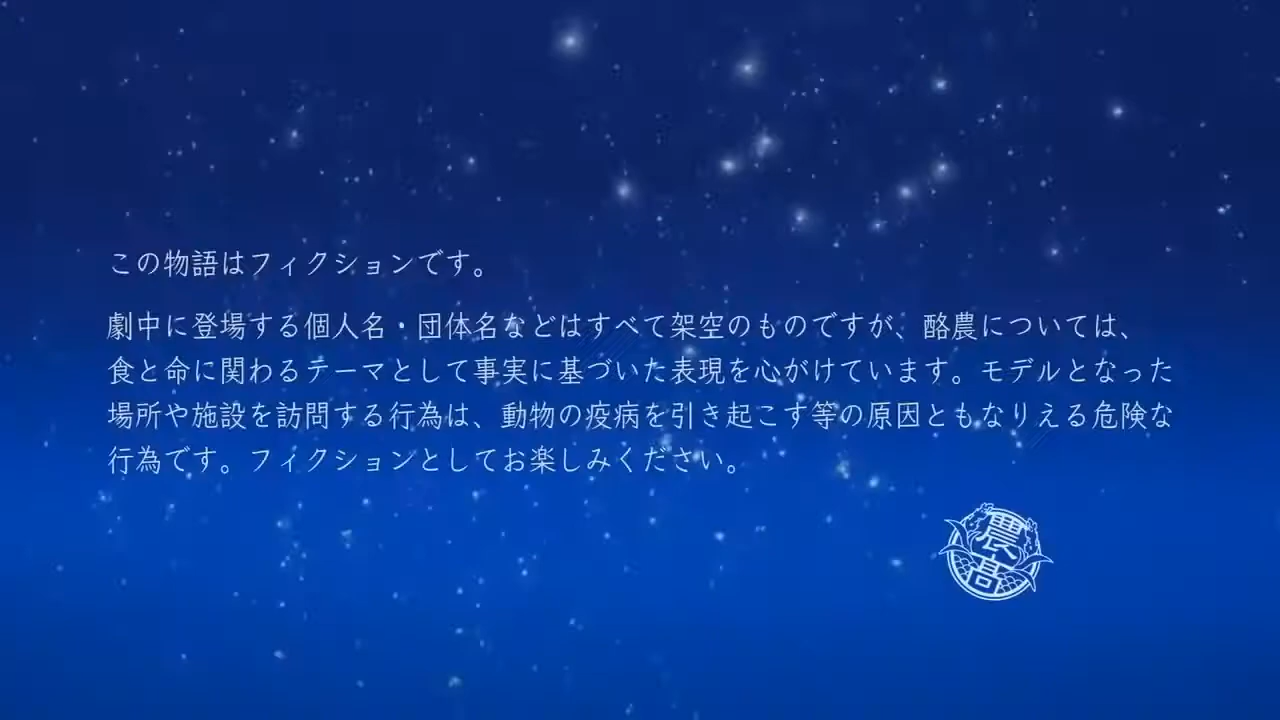 この物語はフィクションです。
劇中に登場する個人名・団体名などはすべて架空のものですが、酪農については、
食と命に関わるテーマとして事実に基づいた表現を心がけています。モデルとなった
場所や施設を訪問する行為は、動物の疫病を引き起こす等の原因ともなりえる危険な
行為です。フィクションとしてお楽しみください。
農高